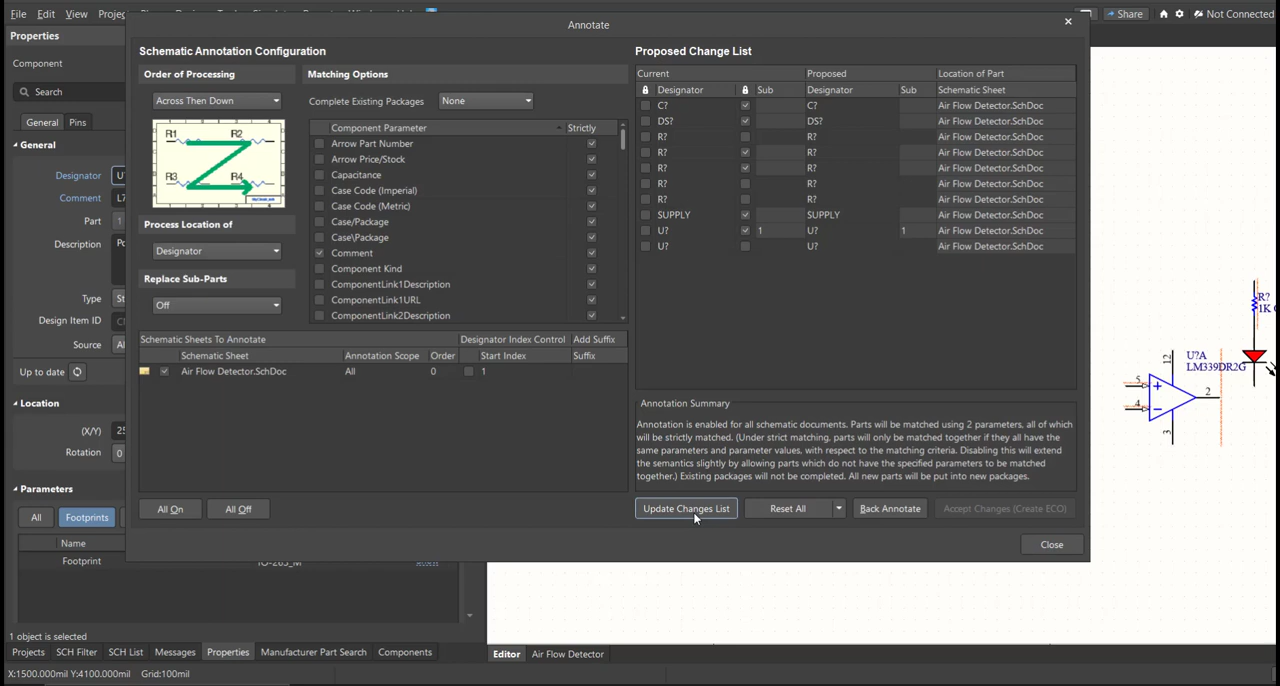 File Edit View Project Share Not Connected
Properties
Annotate
Component
Search
General Pins
General
Designator U?
Comment L7
Part 1
Description Po
Type St
Design Item ID
Source Al
Up to date
Location
(X/Y) 25
Rotation 0
Parameters
All Footprints
Name
Footprint
1 object is selected
Projects SCH Filter SCH List Messages Properties Manufacturer Part Search Components
X:1500.000mil Y:4100.000mil Grid:100mil
Schematic Annotation Configuration
Order of Processing
Across Then Down
R1 R2
R3 R4
Process Location of
Designator
Replace Sub-Parts
Off
Matching Options
Complete Existing Packages None
Component Parameter Strictly
Arrow Part Number
Arrow Price/Stock
Capacitance
Case Code (Imperial)
Case Code (Metric)
Case/Package
Case\Package
Comment
Component Kind
ComponentLink1Description
ComponentLink1URL
ComponentLink2Description
Schematic Sheets To Annotate Designator Index Control Add Suffix
Schematic Sheet Annotation Scope Order Start Index Suffix
Air Flow Detector.SchDoc All 0 1
All On All Off
Proposed Change List
Current Proposed Location of Part
Designator Sub Designator Sub Schematic Sheet
C? C? Air Flow Detector.SchDoc
DS? DS? Air Flow Detector.SchDoc
R? R? Air Flow Detector.SchDoc
R? R? Air Flow Detector.SchDoc
R? R? Air Flow Detector.SchDoc
R? R? Air Flow Detector.SchDoc
R? R? Air Flow Detector.SchDoc
SUPPLY SUPPLY Air Flow Detector.SchDoc
U? 1 U? 1 Air Flow Detector.SchDoc
U? U? Air Flow Detector.SchDoc
Annotation Summary
Annotation is enabled for all schematic documents. Parts will be matched using 2 parameters, all of which
will be strictly matched. (Under strict matching, parts will only be matched together if they all have the
same parameters and parameter values, with respect to the matching criteria. Disabling this will extend
the semantics slightly by allowing parts which do not have the specified parameters to be matched
together.) Existing packages will not be completed. All new parts will be put into new packages.
Update Changes List Reset All Back Annotate Accept Changes (Create ECO)
Close
R?
1K
U?A
LM339DR2G
12
5
4
2
3
Editor Air Flow Detector